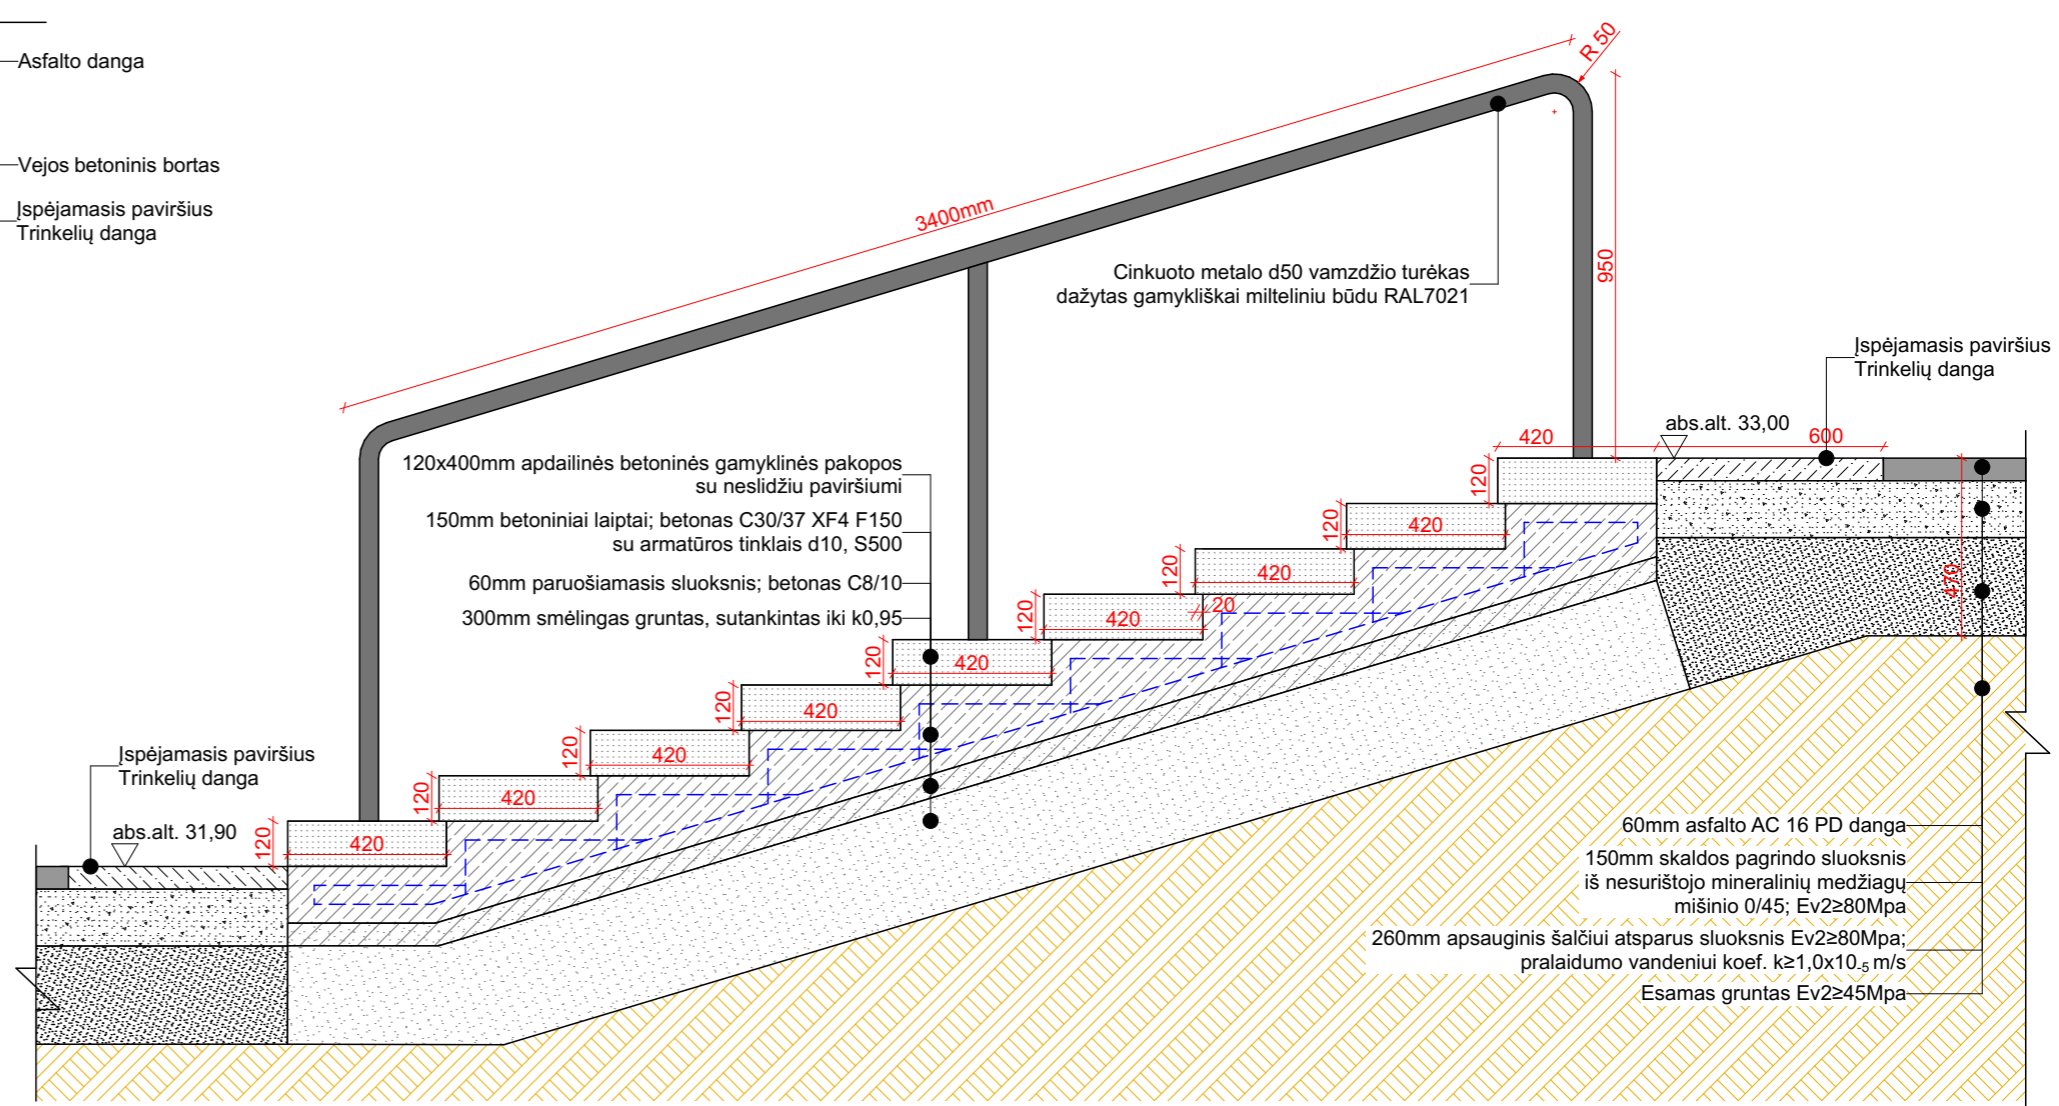 Asfalto danga
Vejos betoninis bortas
Įspėjamasis paviršius
Trinkelių danga
R 50
3400mm
950
Cinkuoto metalo d50 vamzdžio turėkas
dažytas gamykliškai milteliniu būdu RAL7021
Įspėjamasis paviršius
Trinkelių danga
abs.alt. 33,00
420
600
120
470
120x400mm apdailinės betoninės gamyklinės pakopos
su neslidžiu paviršiumi
150mm betoniniai laiptai; betonas C30/37 XF4 F150
su armatūros tinklais d10, S500
60mm paruošiamasis sluoksnis; betonas C8/10
300mm smėlingas gruntas, sutankintas iki k0,95
120
420
120
420
120
420
20
120
420
120
420
120
420
120
420
120
420
Įspėjamasis paviršius
Trinkelių danga
abs.alt. 31,90
60mm asfalto AC 16 PD danga
150mm skaldos pagrindo sluoksnis
iš nesurištojo mineralinių medžiagų
mišinio 0/45; Ev2≥80Mpa
260mm apsauginis šalčiui atsparus sluoksnis Ev2≥80Mpa;
pralaidumo vandeniui koef. k≥1,0x10-5 m/s
Esamas gruntas Ev2≥45Mpa